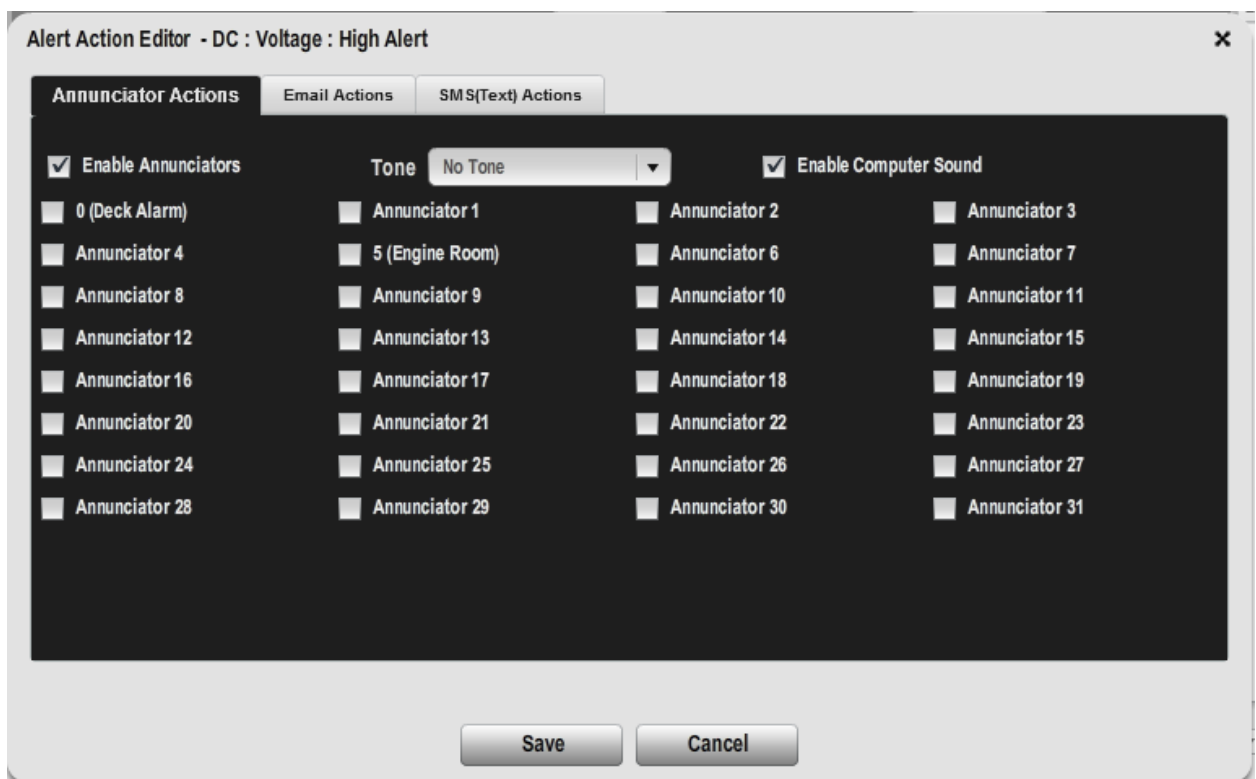 Alert Action Editor - DC : Voltage : High Alert
Annunciator Actions Email Actions SMS(Text) Actions
Enable Annunciators Tone No Tone Enable Computer Sound
0 (Deck Alarm) Annunciator 1 Annunciator 2 Annunciator 3
Annunciator 4 5 (Engine Room) Annunciator 6 Annunciator 7
Annunciator 8 Annunciator 9 Annunciator 10 Annunciator 11
Annunciator 12 Annunciator 13 Annunciator 14 Annunciator 15
Annunciator 16 Annunciator 17 Annunciator 18 Annunciator 19
Annunciator 20 Annunciator 21 Annunciator 22 Annunciator 23
Annunciator 24 Annunciator 25 Annunciator 26 Annunciator 27
Annunciator 28 Annunciator 29 Annunciator 30 Annunciator 31
Save Cancel